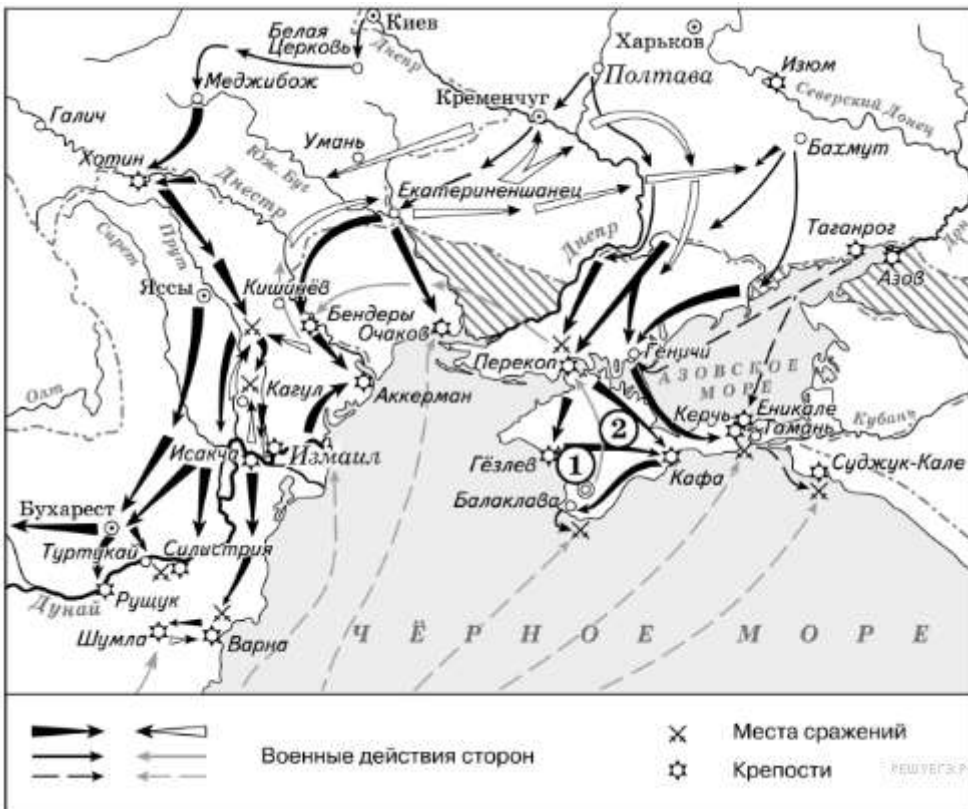 Киев
Белая
Церковь
Днепр
Харьков
Полтава
Изюм
Северский Донец
Меджибож
Кременчуг
Галич
Умань
Бахмут
Хотин
Юж. Буг
Днестр
Екатериненшанец
Таганрог
Дон
Сирет
Прут
Днепр
Азов
Яссы
Кишинёв
Бендеры
Очаков
Перекоп
Геничи
АЗОВСКОЕ
МОРЕ
Олт
Кагул
Аккерман
Керчь
Еникале
Тамань
Кубань
2
Исакча
Измаил
Гёзлев
1
Кафа
Суджук-Кале
Балаклава
Бухарест
Туртукай
Силистрия
Дунай
Рущук
Шумла
Варна
ЧЁРНОЕ МОРЕ
Военные действия сторон
Места сражений
Крепости